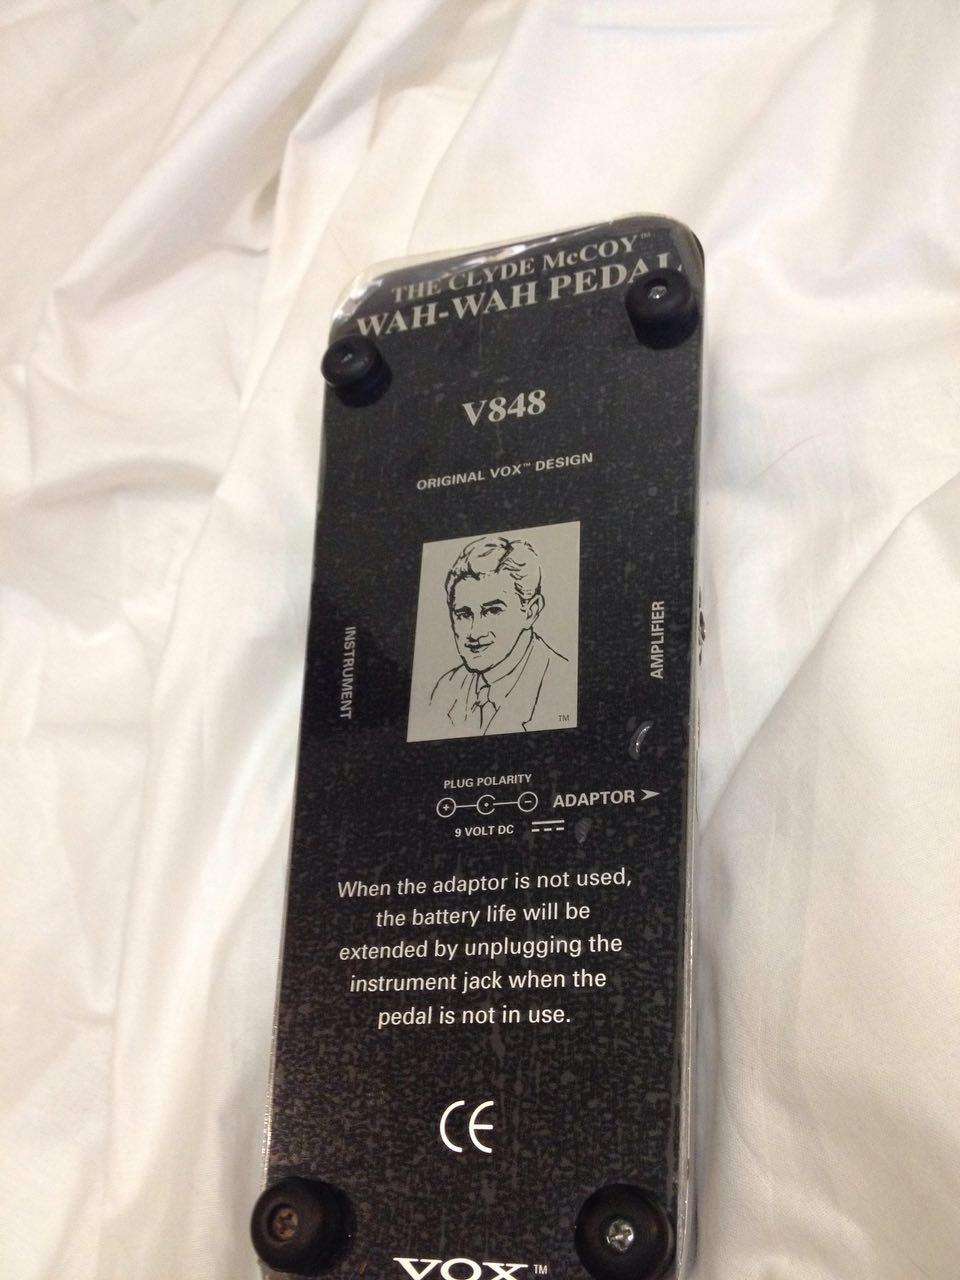 THE CLYDE McCOY™
WAH-WAH PEDAL
V848
ORIGINAL VOX™ DESIGN
INSTRUMENT
AMPLIFIER
TM
PLUG POLARITY
+ - ADAPTOR
9 VOLT DC
When the adaptor is not used,
the battery life will be
extended by unplugging the
instrument jack when the
pedal is not in use.
CE
VOX™